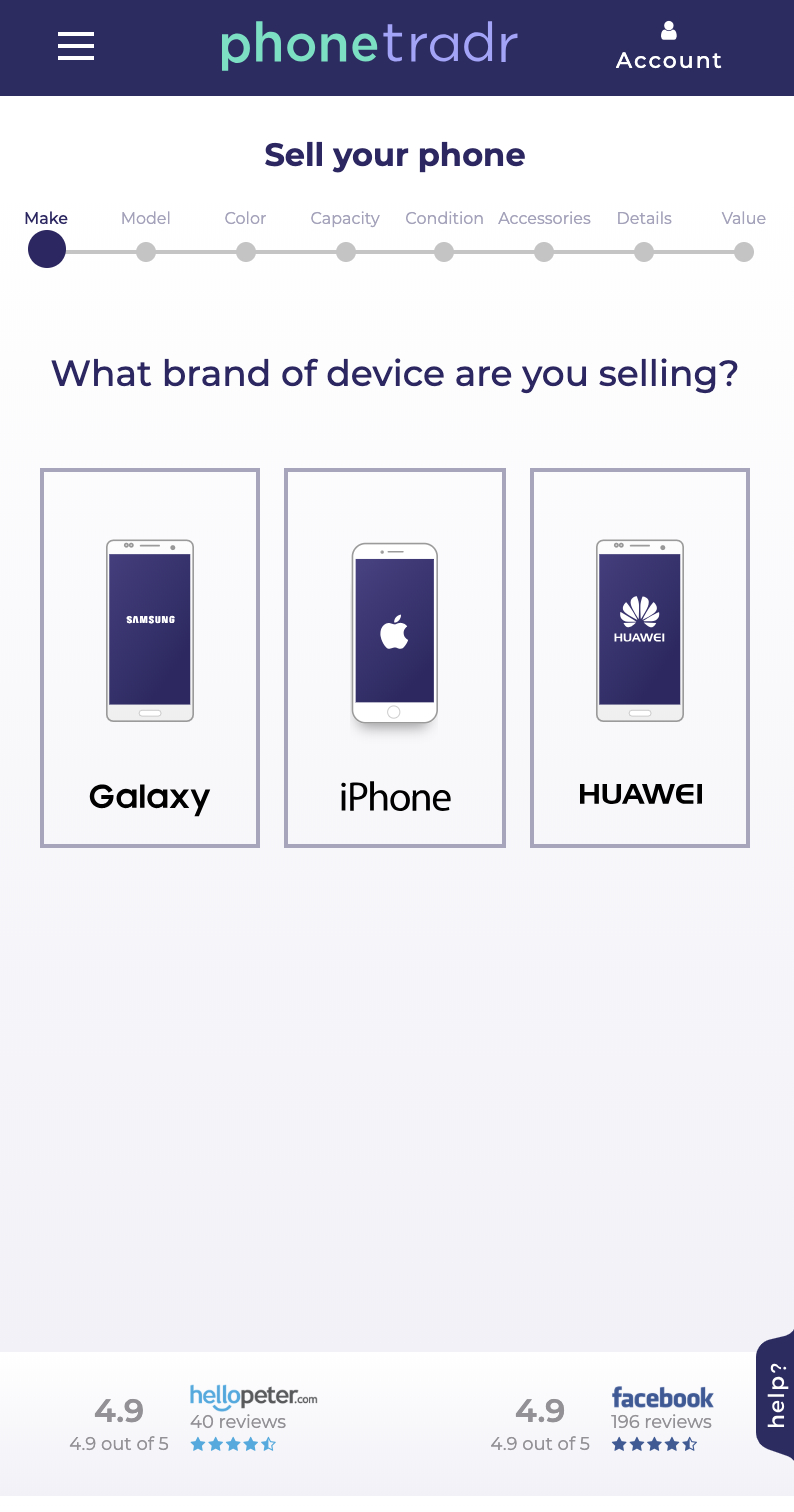 phonetradr
Account
Sell your phone
Make Model Color Capacity Condition Accessories Details Value
What brand of device are you selling?
SAMSUNG
HUAWEI
Galaxy
iPhone
HUAWEI
4.9
4.9 out of 5
hellopeter.com
40 reviews
4.9
4.9 out of 5
facebook
196 reviews
help?